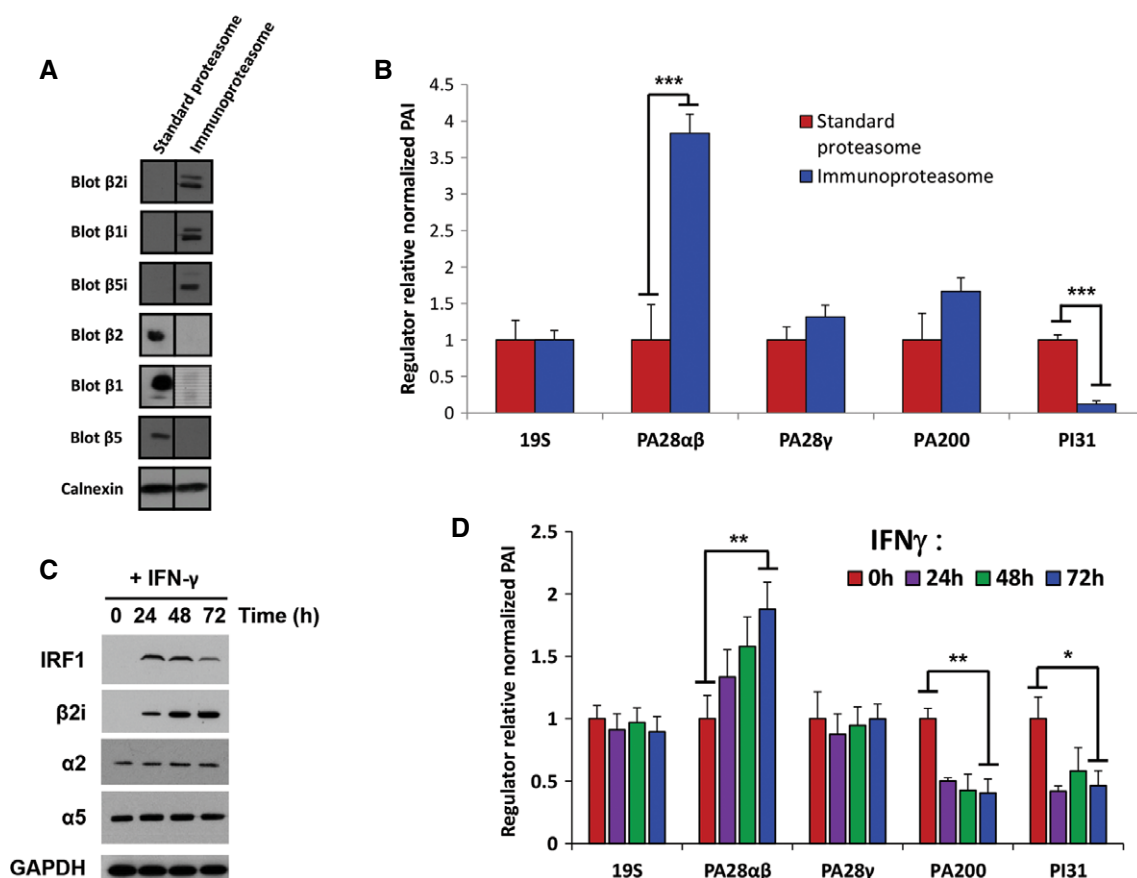 A
Standard proteasome
Immunoproteasome
Blot β2i
Blot β1i
Blot β5i
Blot β2
Blot β1
Blot β5
Calnexin
B
Regulator relative normalized PAI
4.5
4
3.5
3
2.5
2
1.5
1
0.5
0
***
***
Standard
proteasome
Immunoproteasome
19S
PA28αβ
PA28γ
PA200
PI31
C
+ IFN-γ
0 24 48 72 Time (h)
IRF1
β2i
α2
α5
GAPDH
D
Regulator relative normalized PAI
2.5
2
1.5
1
0.5
0
**
**
*
IFNγ :
0h 24h 48h 72h
19S
PA28αβ
PA28γ
PA200
PI31